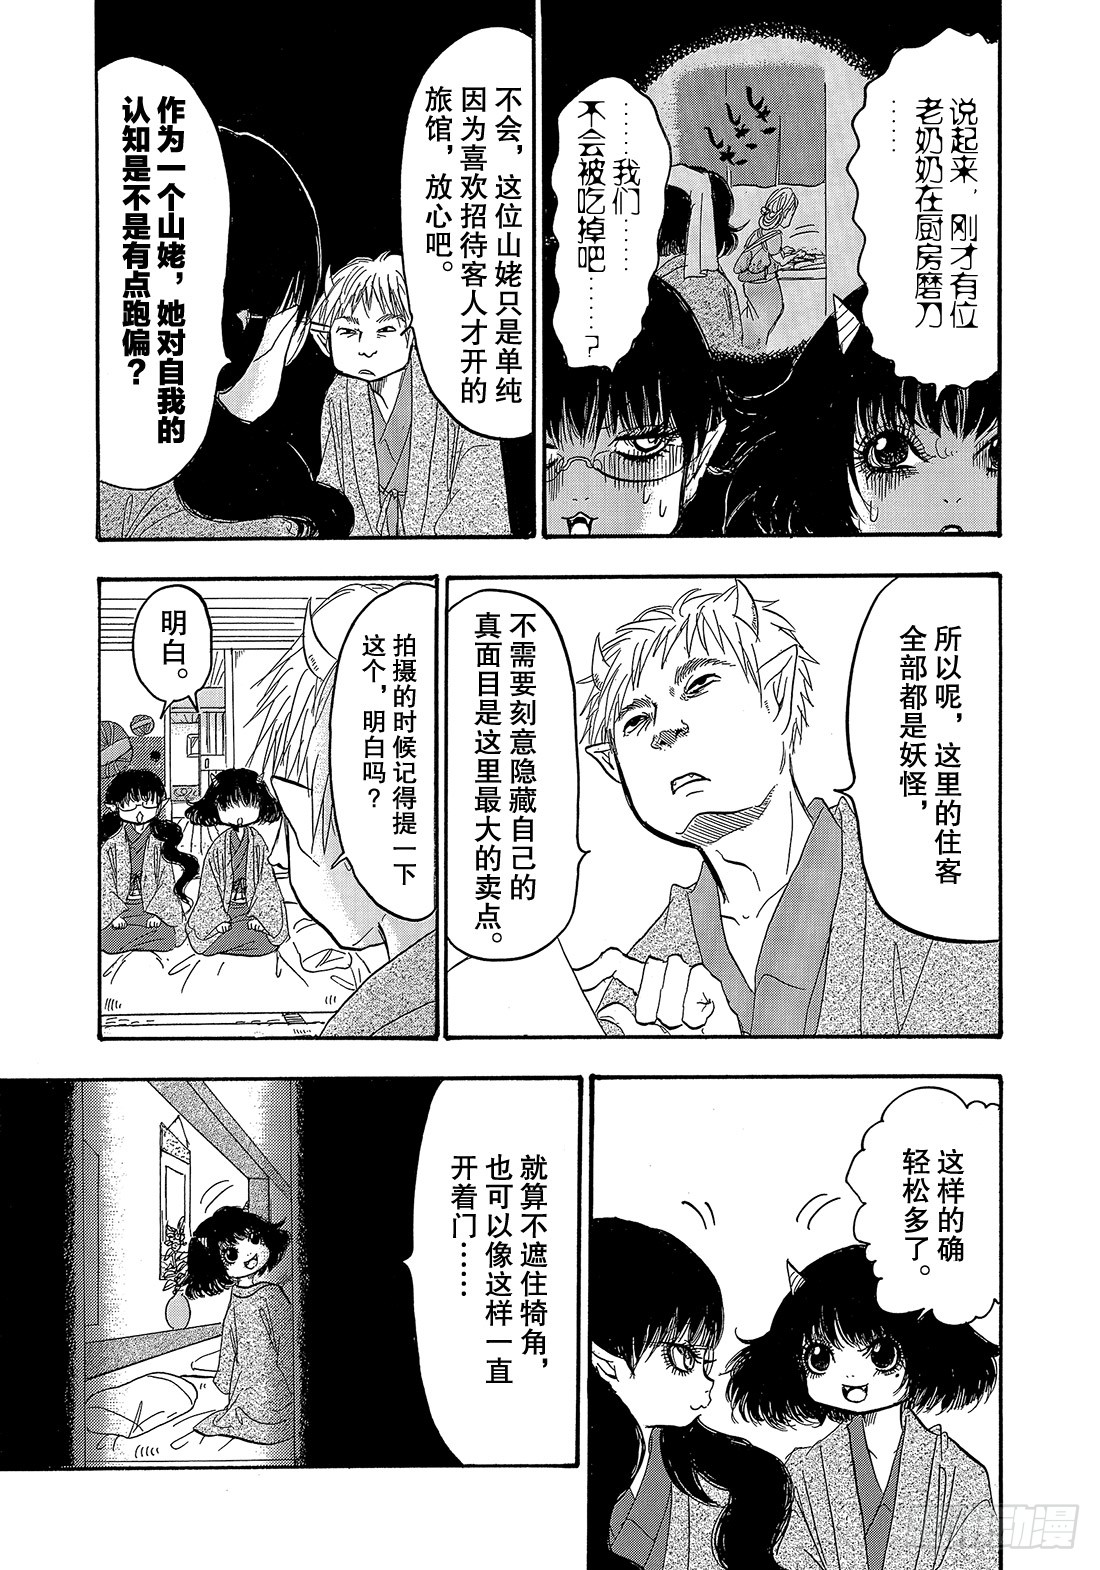 说起来，刚才有位
老奶奶在厨房磨刀
……
……我们……
不会被吃掉吧……？
不会，这位山姥只是单纯
因为喜欢招待客人才开的
旅馆，放心吧。
作为一个山姥，她对自我的
认知是不是有点跑偏？
所以呢，这里的住客
全部都是妖怪，
不需要刻意隐藏自己的
真面目是这里最大的卖点。
拍摄的时候记得提一下
这个，明白吗？
明白。
这样的确
轻松多了。
就算不遮住犄角，
也可以像这样一直
开着门……
动漫